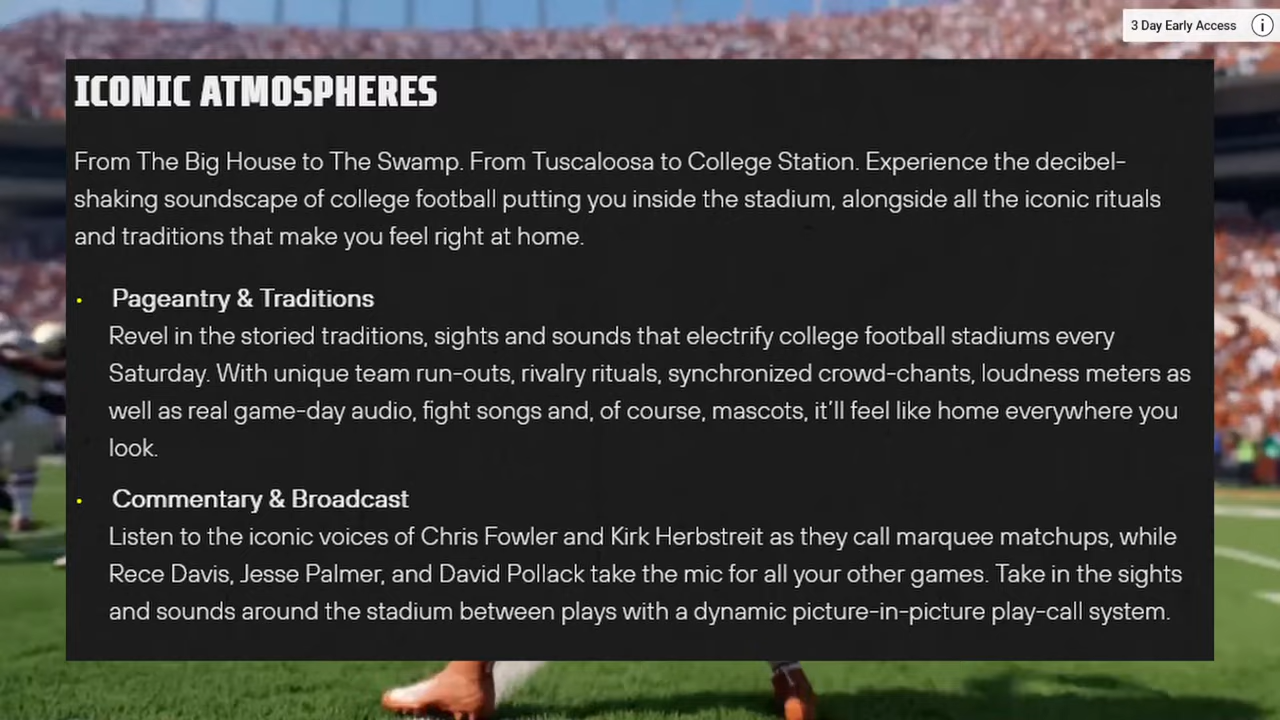 3 Day Early Access
ICONIC ATMOSPHERES
From The Big House to The Swamp. From Tuscaloosa to College Station. Experience the decibel-
shaking soundscape of college football putting you inside the stadium, alongside all the iconic rituals
and traditions that make you feel right at home.
• Pageantry & Traditions
Revel in the storied traditions, sights and sounds that electrify college football stadiums every
Saturday. With unique team run-outs, rivalry rituals, synchronized crowd-chants, loudness meters as
well as real game-day audio, fight songs and, of course, mascots, it’ll feel like home everywhere you
look.
• Commentary & Broadcast
Listen to the iconic voices of Chris Fowler and Kirk Herbstreit as they call marquee matchups, while
Rece Davis, Jesse Palmer, and David Pollack take the mic for all your other games. Take in the sights
and sounds around the stadium between plays with a dynamic picture-in-picture play-call system.